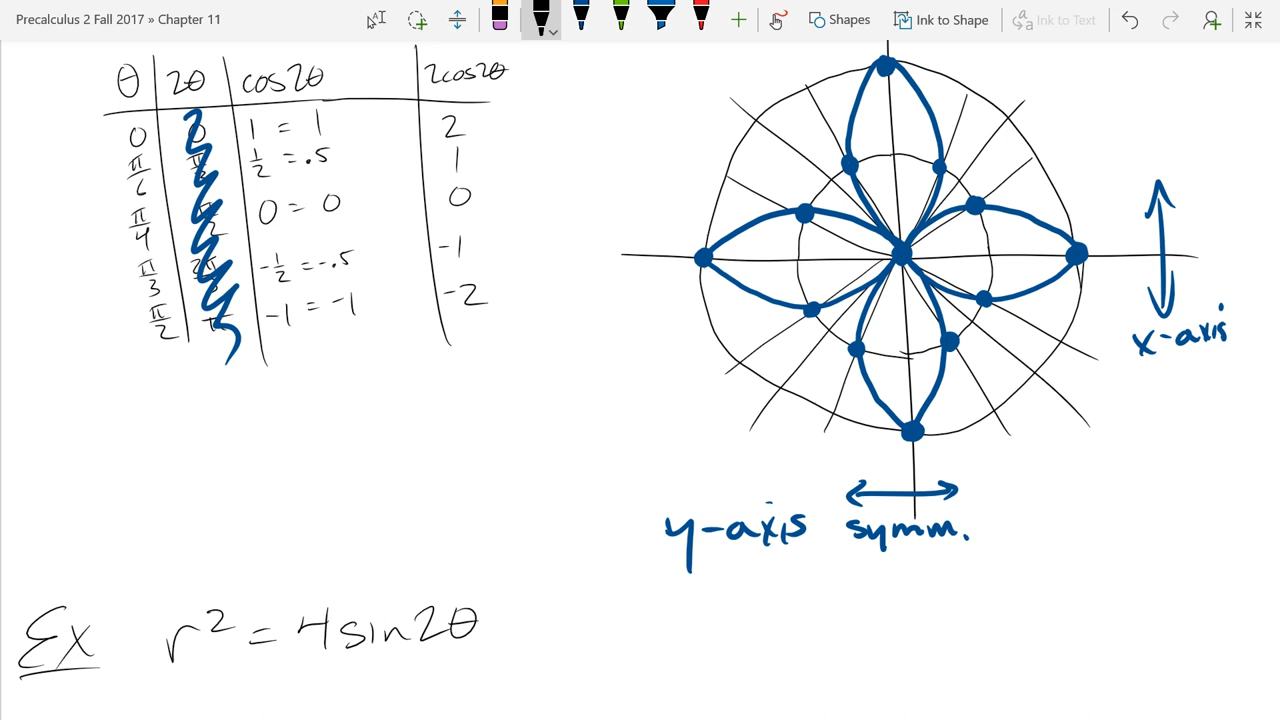 Precalculus 2 Fall 2017 » Chapter 11
Shapes
Ink to Shape
Ink to Text
θ 2θ cos2θ 2cos2θ
0 0 1 = 1 2
π/6 1/2 = .5 1
π/4 0 = 0 0
π/3 -1/2 = -.5 -1
π/2 π -1 = -1 -2
x-axis
y-axis symm.
Ex r² = 4sin2θ